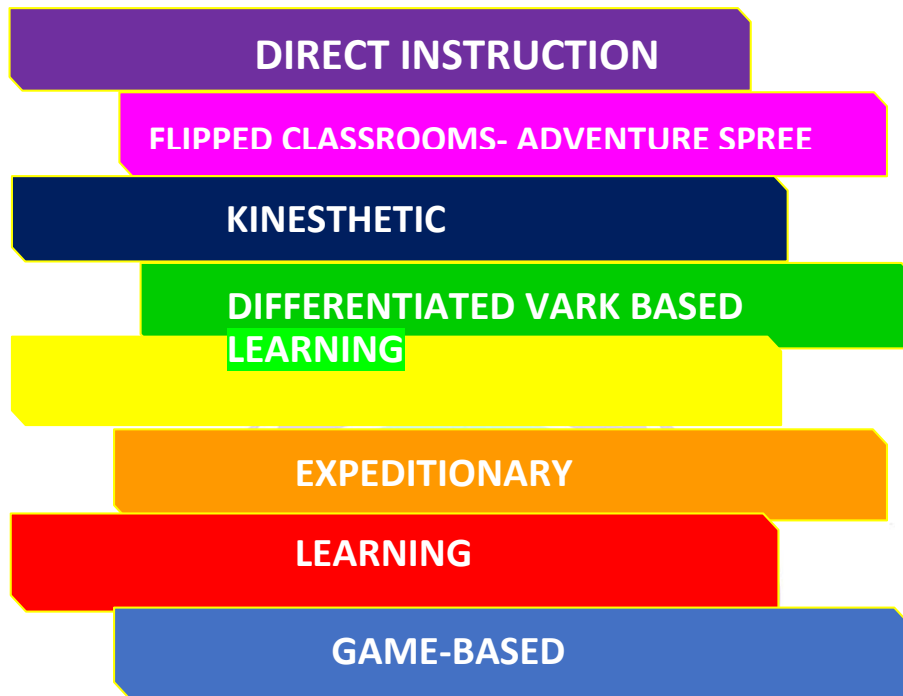 DIRECT INSTRUCTION
FLIPPED CLASSROOMS- ADVENTURE SPREE
KINESTHETIC
DIFFERENTIATED VARK BASED
LEARNING
EXPEDITIONARY
LEARNING
GAME-BASED